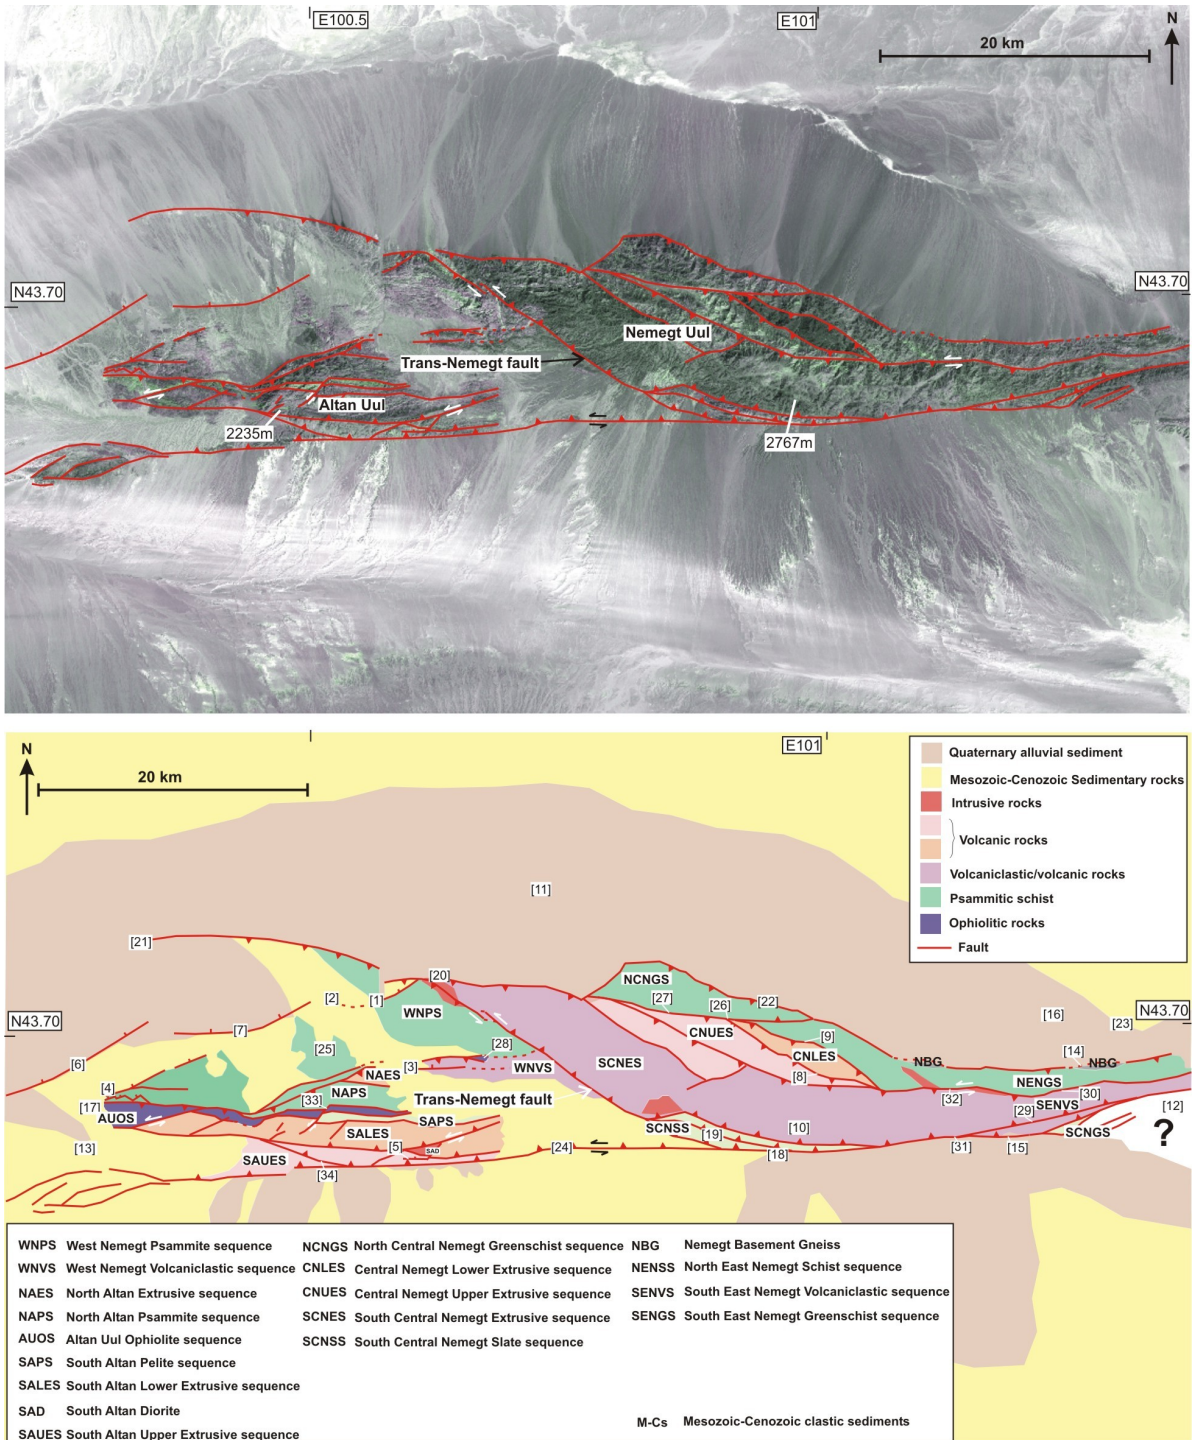 E100.5
E101
N
20 km
N43.70
N43.70
Nemegt Uul
Trans-Nemegt fault
Altan Uul
2235m
2767m
N
20 km
E101
Quaternary alluvial sediment
Mesozoic-Cenozoic Sedimentary rocks
Intrusive rocks
Volcanic rocks
Volcaniclastic/volcanic rocks
Psammitic schist
Ophiolitic rocks
Fault
[11]
[21]
[20]
NCNGS
[2]
[1]
[27]
[26]
[22]
WNPS
N43.70
N43.70
[16]
[23]
[7]
CNUES
[9]
[25]
[28]
CNLES
[14]
[6]
[3]
WNVS
SCNES
NBG
NBG
NAES
[8]
NENGS
[4]
NAPS
[33]
Trans-Nemegt fault
[32]
[30]
[17]
SENVS
[29]
[12]
AUOS
SAPS
SCNSS
[19]
[10]
SALES
SCNGS
?
[13]
[5]
SAD
[24]
[18]
[31]
[15]
SAUES
[34]
WNPS West Nemegt Psammite sequence
WNVS West Nemegt Volcaniclastic sequence
NAES North Altan Extrusive sequence
NAPS North Altan Psammite sequence
AUOS Altan Uul Ophiolite sequence
SAPS South Altan Pelite sequence
SALES South Altan Lower Extrusive sequence
SAD South Altan Diorite
SAUES South Altan Upper Extrusive sequence
NCNGS North Central Nemegt Greenschist sequence
CNLES Central Nemegt Lower Extrusive sequence
CNUES Central Nemegt Upper Extrusive sequence
SCNES South Central Nemegt Extrusive sequence
SCNSS South Central Nemegt Slate sequence
NBG Nemegt Basement Gneiss
NENSS North East Nemegt Schist sequence
SENVS South East Nemegt Volcaniclastic sequence
SENGS South East Nemegt Greenschist sequence
M-Cs Mesozoic-Cenozoic clastic sediments